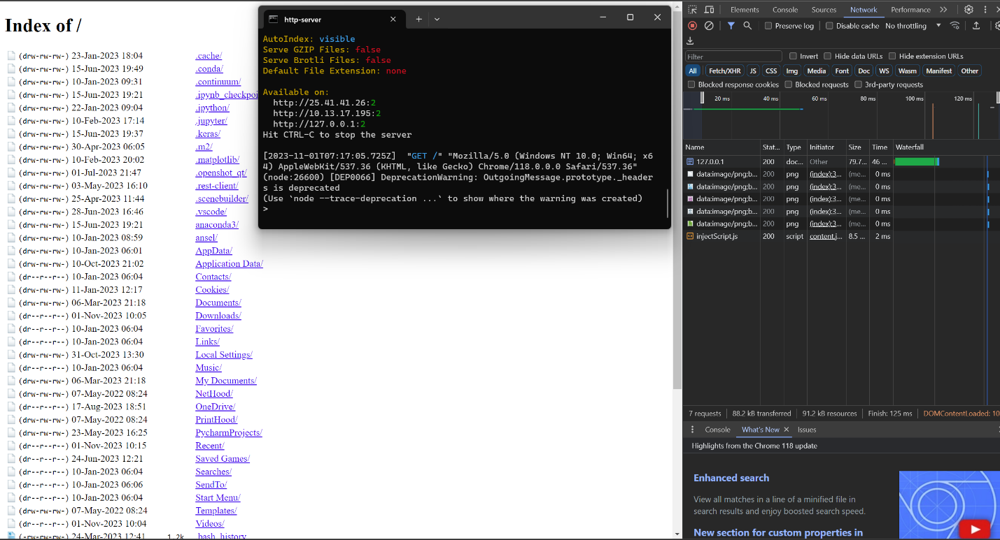 Index of /
(drw-rw-rw-) 23-Jan-2023 18:04 .cache/
(drw-rw-rw-) 15-Jun-2023 19:49 .conda/
(drw-rw-rw-) 10-Jan-2023 09:31 .continuum/
(drw-rw-rw-) 15-Jun-2023 19:21 .ipynb_checkpoi
(drw-rw-rw-) 22-Jan-2023 09:04 .ipython/
(drw-rw-rw-) 10-Feb-2023 17:14 .jupyter/
(drw-rw-rw-) 15-Jun-2023 19:37 .keras/
(drw-rw-rw-) 30-Apr-2023 06:05 .m2/
(drw-rw-rw-) 10-Feb-2023 20:02 .matplotlib/
(drw-rw-rw-) 01-Jul-2023 21:47 .openshot_qt/
(drw-rw-rw-) 03-May-2023 16:10 .rest-client/
(drw-rw-rw-) 25-Apr-2023 11:44 .scenebuilder/
(drw-rw-rw-) 28-Jun-2023 16:46 .vscode/
(drw-rw-rw-) 15-Jun-2023 19:21 anaconda3/
(drw-rw-rw-) 10-Jan-2023 08:59 ansel/
(drw-rw-rw-) 10-Jan-2023 06:01 AppData/
(drw-rw-rw-) 10-Oct-2023 21:02 Application Data/
(dr--r--r--) 10-Jan-2023 06:04 Contacts/
(drw-rw-rw-) 11-Jan-2023 12:17 Cookies/
(drw-rw-rw-) 06-Mar-2023 21:18 Documents/
(dr--r--r--) 01-Nov-2023 10:05 Downloads/
(dr--r--r--) 10-Jan-2023 06:04 Favorites/
(dr--r--r--) 10-Jan-2023 06:04 Links/
(drw-rw-rw-) 31-Oct-2023 13:30 Local Settings/
(dr--r--r--) 10-Jan-2023 06:04 Music/
(dr--r--r--) 06-Mar-2023 21:18 My Documents/
(drw-rw-rw-) 07-May-2022 08:24 NetHood/
(dr--r--r--) 17-Aug-2023 18:51 OneDrive/
(drw-rw-rw-) 07-May-2022 08:24 PrintHood/
(drw-rw-rw-) 23-May-2023 16:25 PycharmProjects/
(dr--r--r--) 01-Nov-2023 10:15 Recent/
(dr--r--r--) 24-Jun-2023 12:21 Saved Games/
(dr--r--r--) 10-Jan-2023 06:04 Searches/
(dr--r--r--) 10-Jan-2023 06:06 SendTo/
(dr--r--r--) 10-Jan-2023 06:04 Start Menu/
(drw-rw-rw-) 07-May-2022 08:24 Templates/
(dr--r--r--) 01-Nov-2023 10:04 Videos/
(-rw-rw-rw-) 24-Mar-2023 12:41 1.2k .bash_history
http-server
AutoIndex: visible
Serve GZIP Files: false
Serve Brotli Files: false
Default File Extension: none
Available on:
http://25.41.41.26:2
http://10.13.17.195:2
http://127.0.0.1:2
Hit CTRL-C to stop the server
[2023-11-01T07:17:05.725Z] "GET /" "Mozilla/5.0 (Windows NT 10.0; Win64; x6
4) AppleWebKit/537.36 (KHTML, like Gecko) Chrome/118.0.0.0 Safari/537.36"
(node:26600) [DEP0066] DeprecationWarning: OutgoingMessage.prototype._header
s is deprecated
(Use `node --trace-deprecation ...` to show where the warning was created)
>
Elements Console Sources Network Performance
Preserve log Disable cache No throttling
Filter Invert Hide data URLs Hide extension URLs
All Fetch/XHR JS CSS Img Media Font Doc WS Wasm Manifest Other
Blocked response cookies Blocked requests 3rd-party requests
20 ms 40 ms 60 ms 80 ms 100 ms 120 ms
Name Stat... Type Initiator Size Time Waterfall
127.0.0.1 200 doc... Other 79.7... 46 ...
data:image/png;b... 200 png (index):3... (me... 0 ms
data:image/png;b... 200 png (index):3... (me... 0 ms
data:image/png;b... 200 png (index):3... (me... 0 ms
data:image/png;b... 200 png (index):3... (me... 0 ms
data:image/png;b... 200 png (index):3... (me... 0 ms
injectScript.js 200 script content.j... 8.5 ... 2 ms
7 requests 88.2 kB transferred 91.2 kB resources Finish: 125 ms DOMContentLoaded: 10
Console What's New Issues
Highlights from the Chrome 118 update
Enhanced search
View all matches in a line of a minified file in
search results and enjoy boosted search speed.
New section for custom properties in